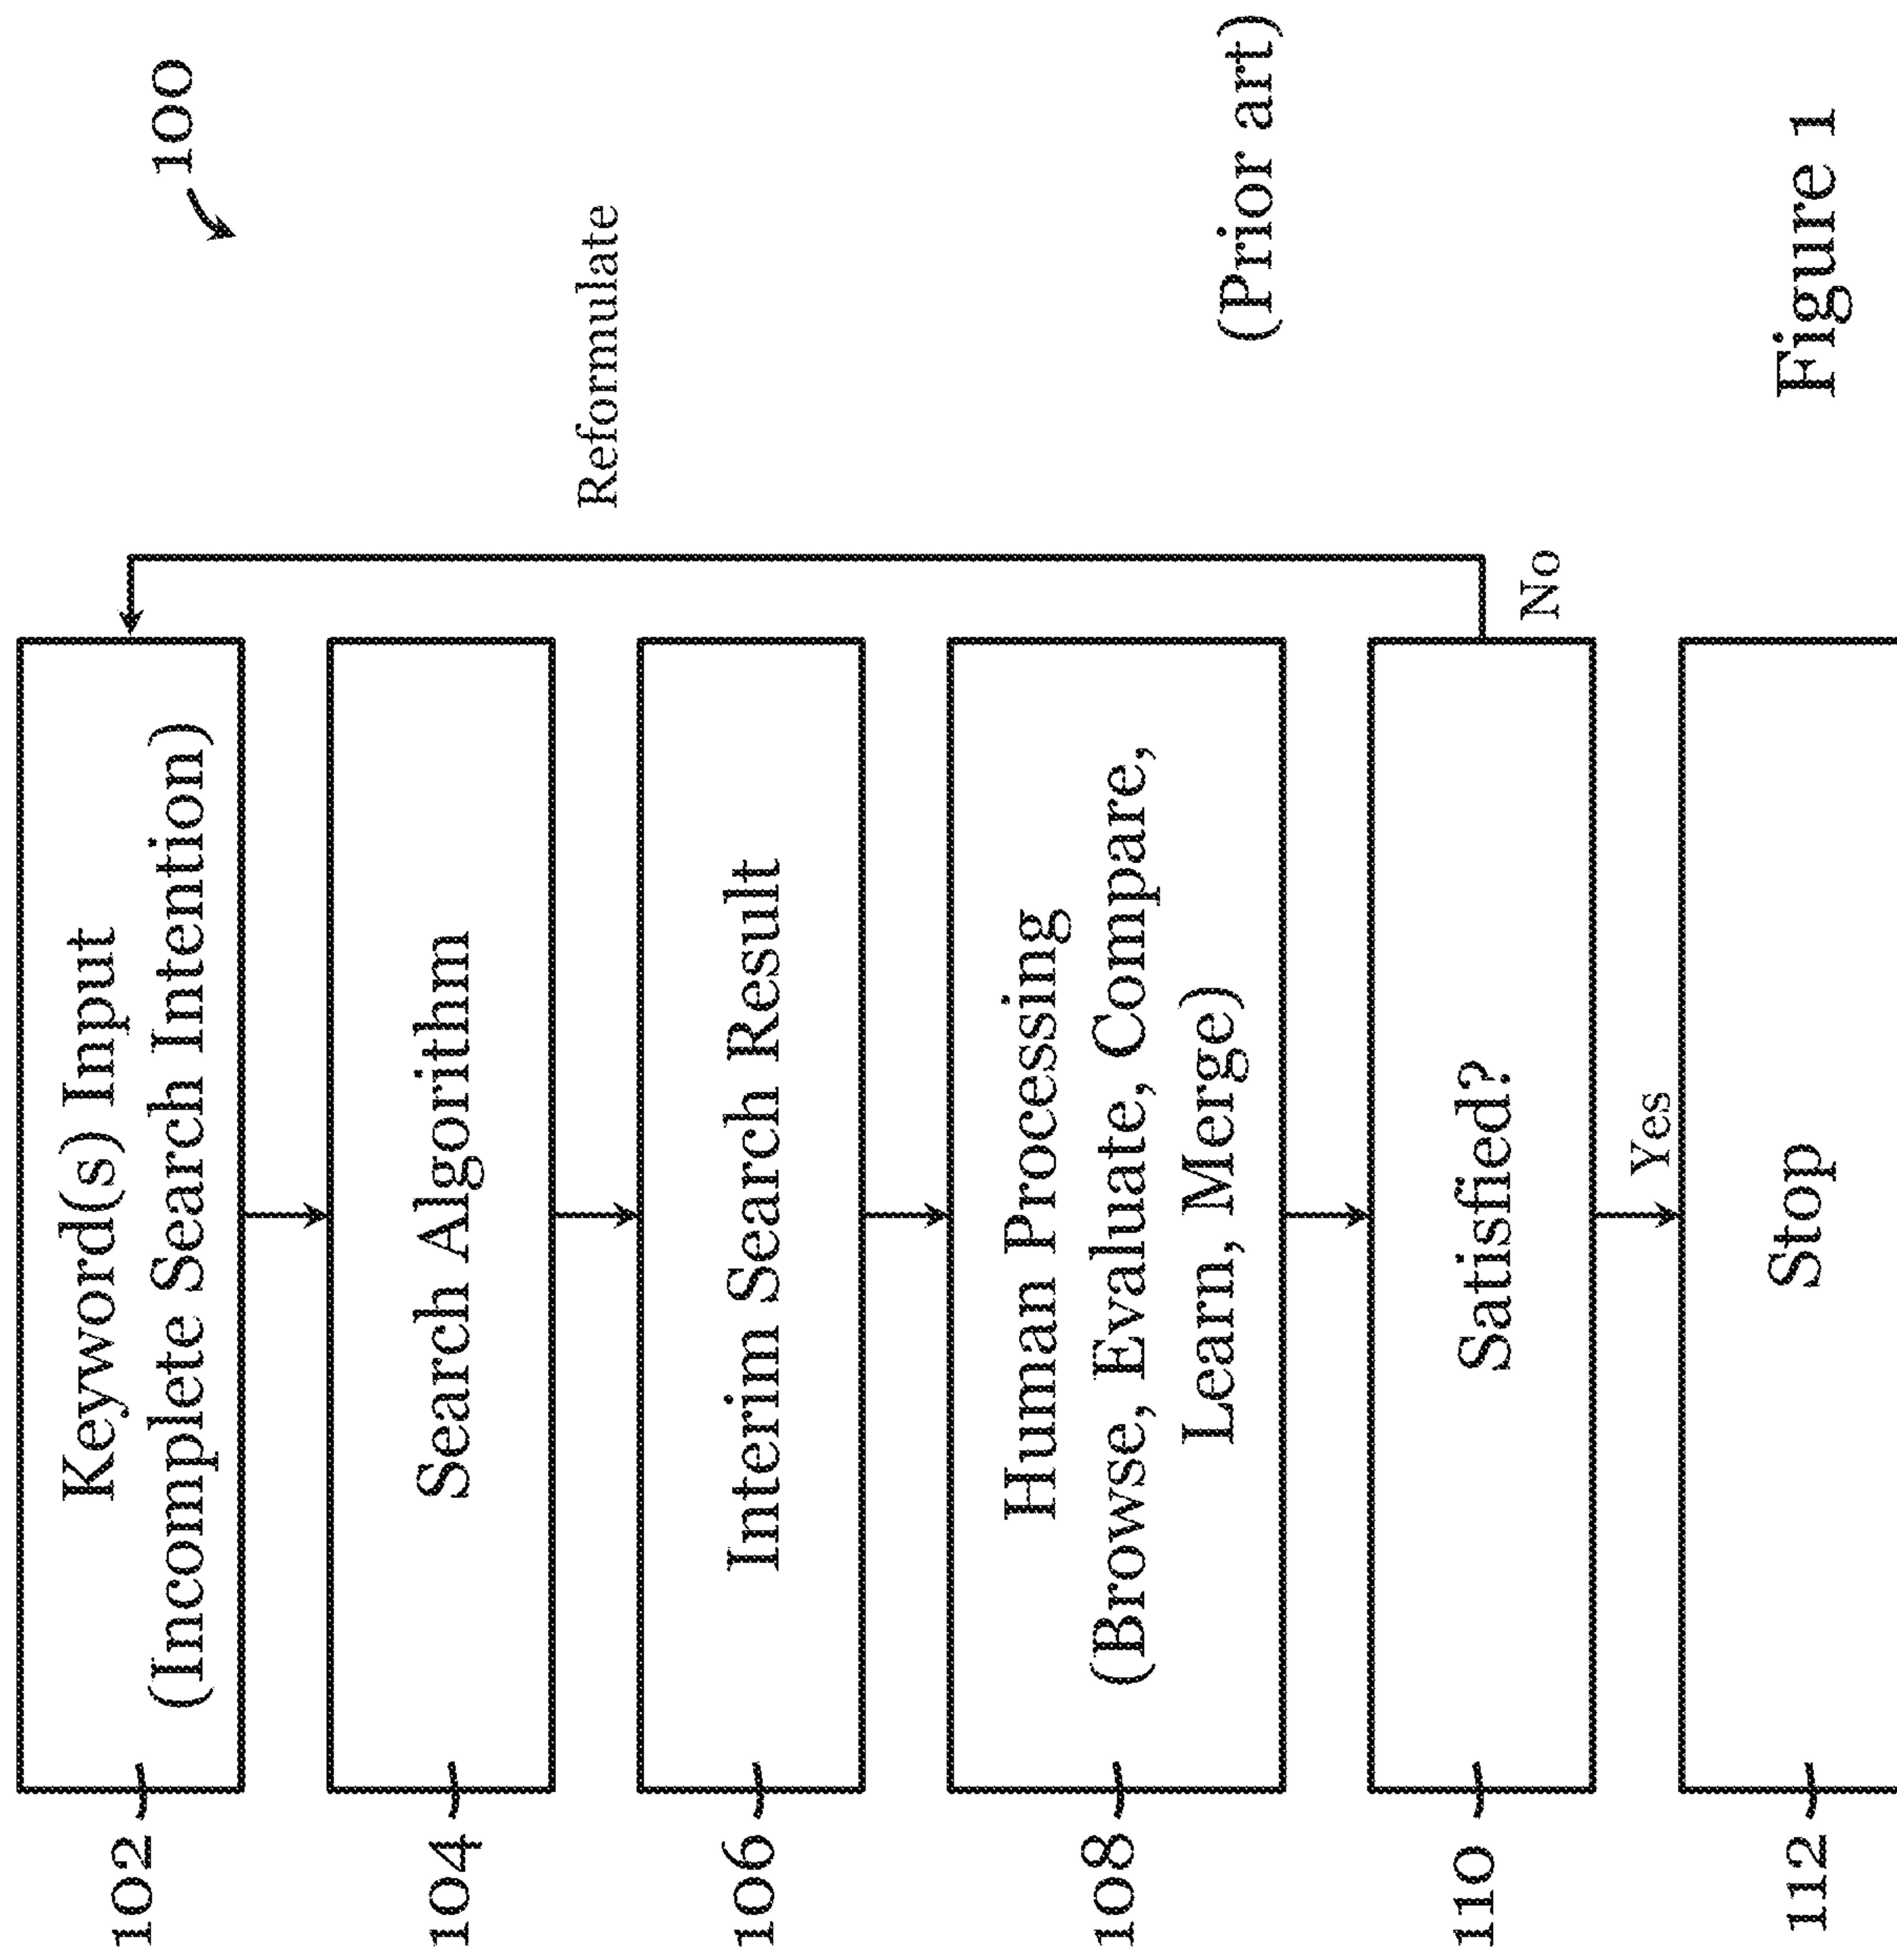 100
102
Keyword(s) Input
(Incomplete Search Intention)
104
Search Algorithm
Reformulate
106
Interim Search Result
108
Human Processing
(Browse, Evaluate, Compare,
Learn, Merge)
(Prior art)
110
Satisfied?
No
Yes
112
Stop
Figure 1